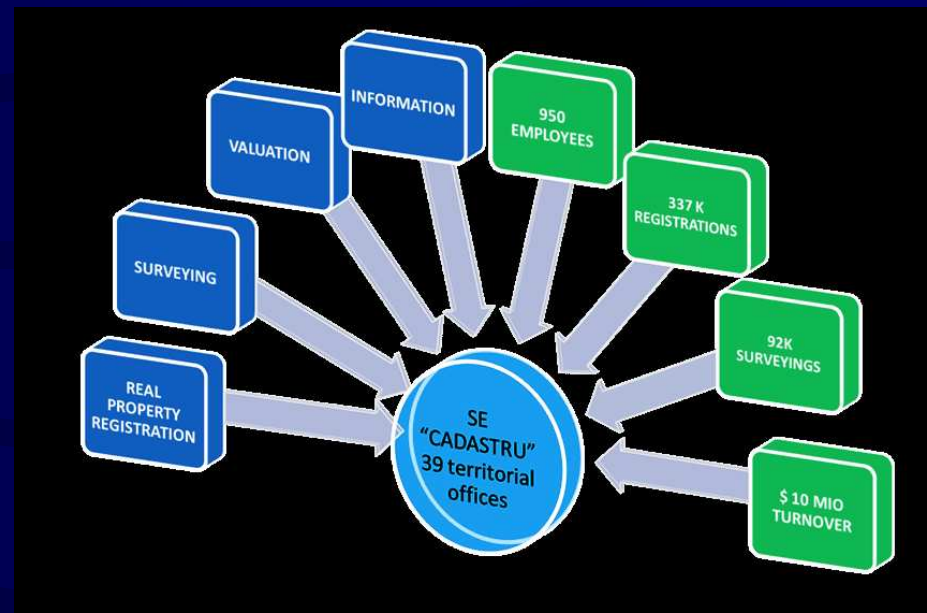 INFORMATION
950
EMPLOYEES
VALUATION
337 K
REGISTRATIONS
SURVEYING
92K
SURVEYINGS
REAL
PROPERTY
REGISTRATION
SE
“CADASTRU”
39 territorial
offices
$ 10 MIO
TURNOVER